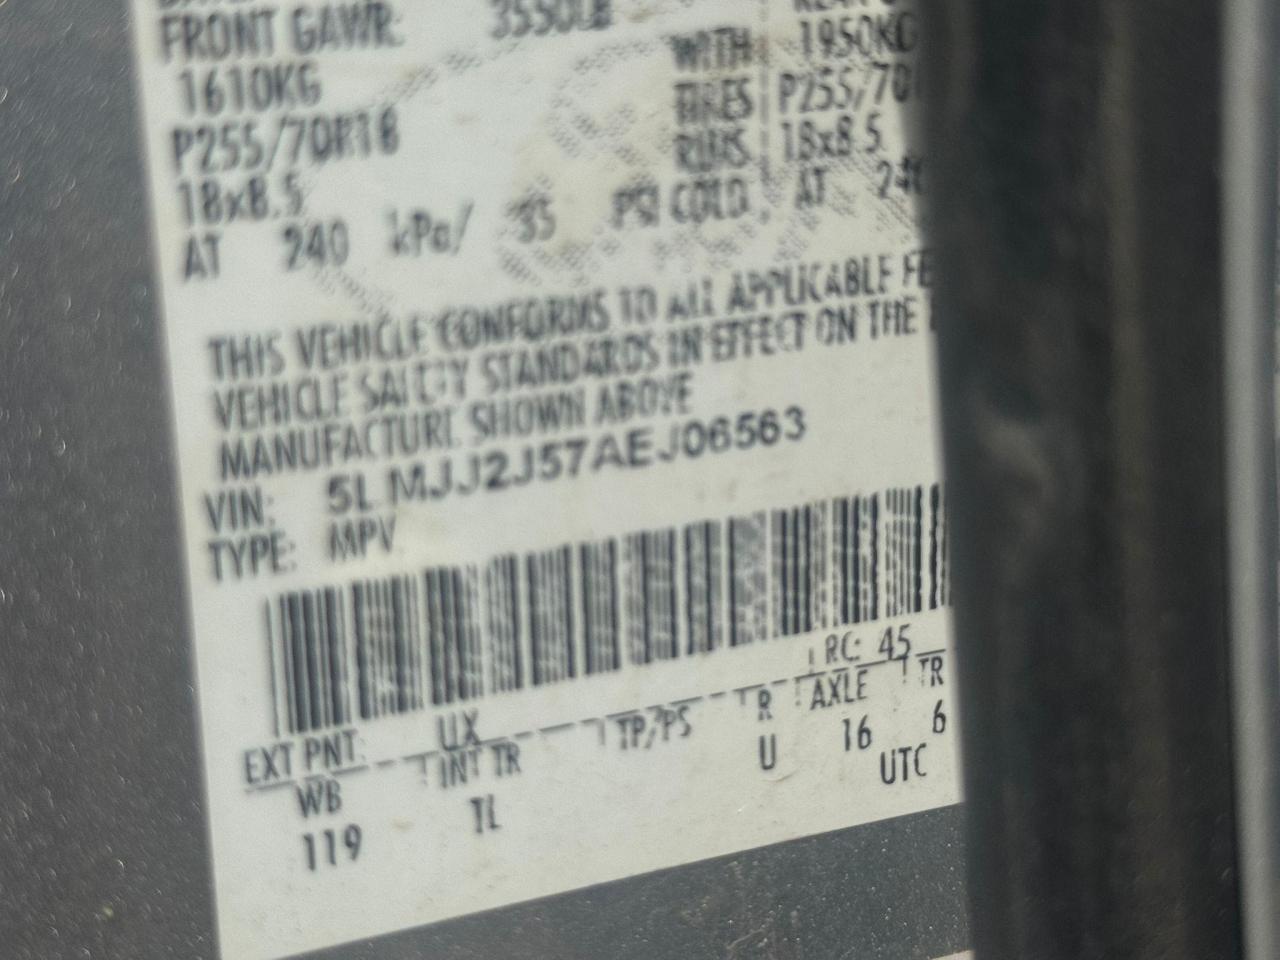 FRONT GAWR: 3550LB
1610KG WITH 1950KG
P255/70R18 TIRES P255/70
18x8.5 RIMS 18x8.5
AT 240 kPa/ 35 PSI COLD, AT 240
THIS VEHICLE CONFORMS TO ALL APPLICABLE FE
VEHICLE SAFETY STANDARDS IN EFFECT ON THE
MANUFACTURE SHOWN ABOVE
VIN: 5LMJJ2J57AEJ06563
TYPE: MPV
EXT PNT: UX RC: 45
WB INT TR TP/PS R AXLE TR
119 TL U 16 6
UTC